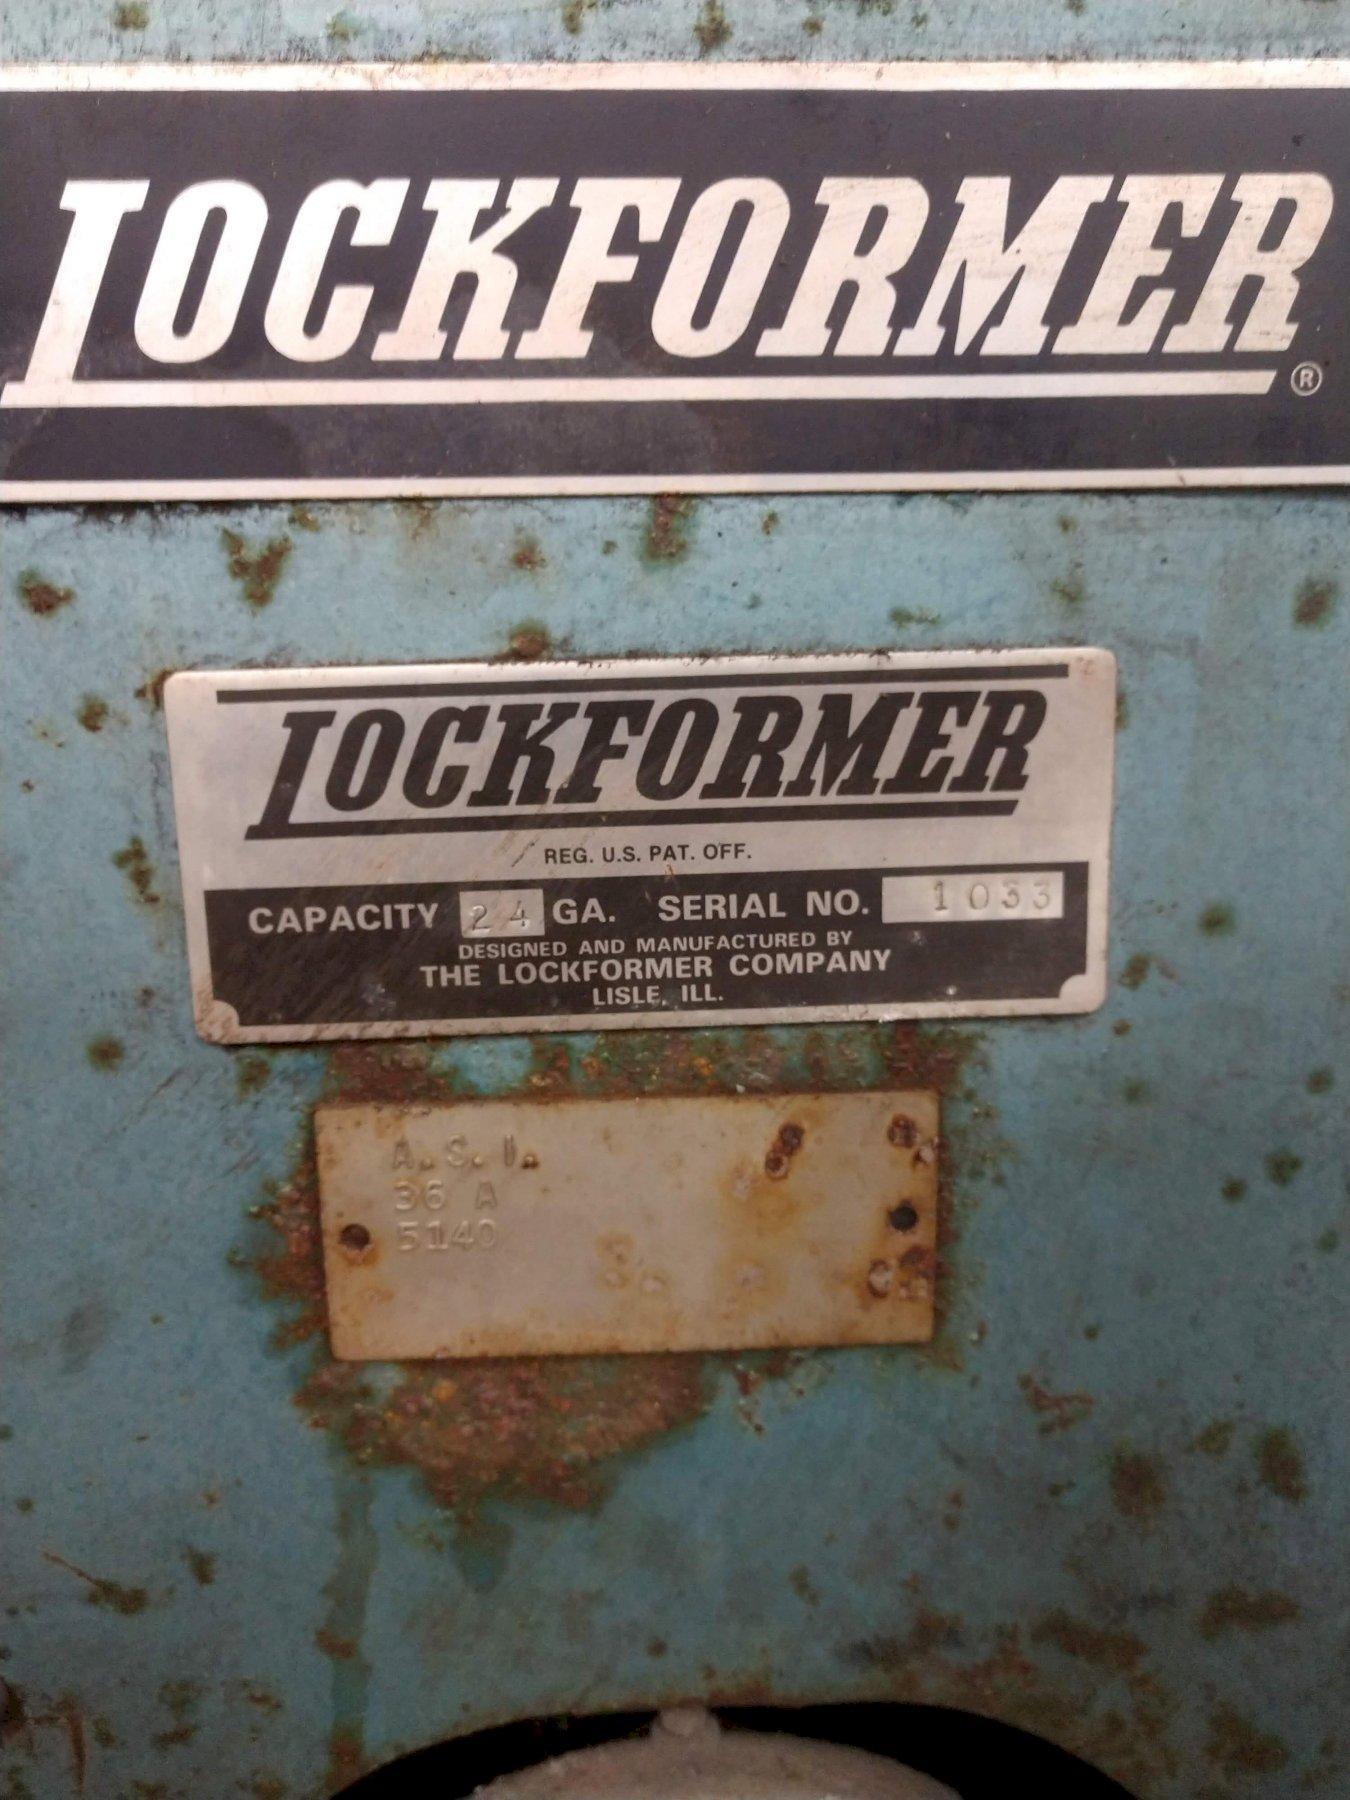 LOCKFORMER ®
LOCKFORMER
REG. U.S. PAT. OFF.
CAPACITY 24 GA. SERIAL NO. 1033
DESIGNED AND MANUFACTURED BY
THE LOCKFORMER COMPANY
LISLE, ILL.
A.S.I.
36 A
5140